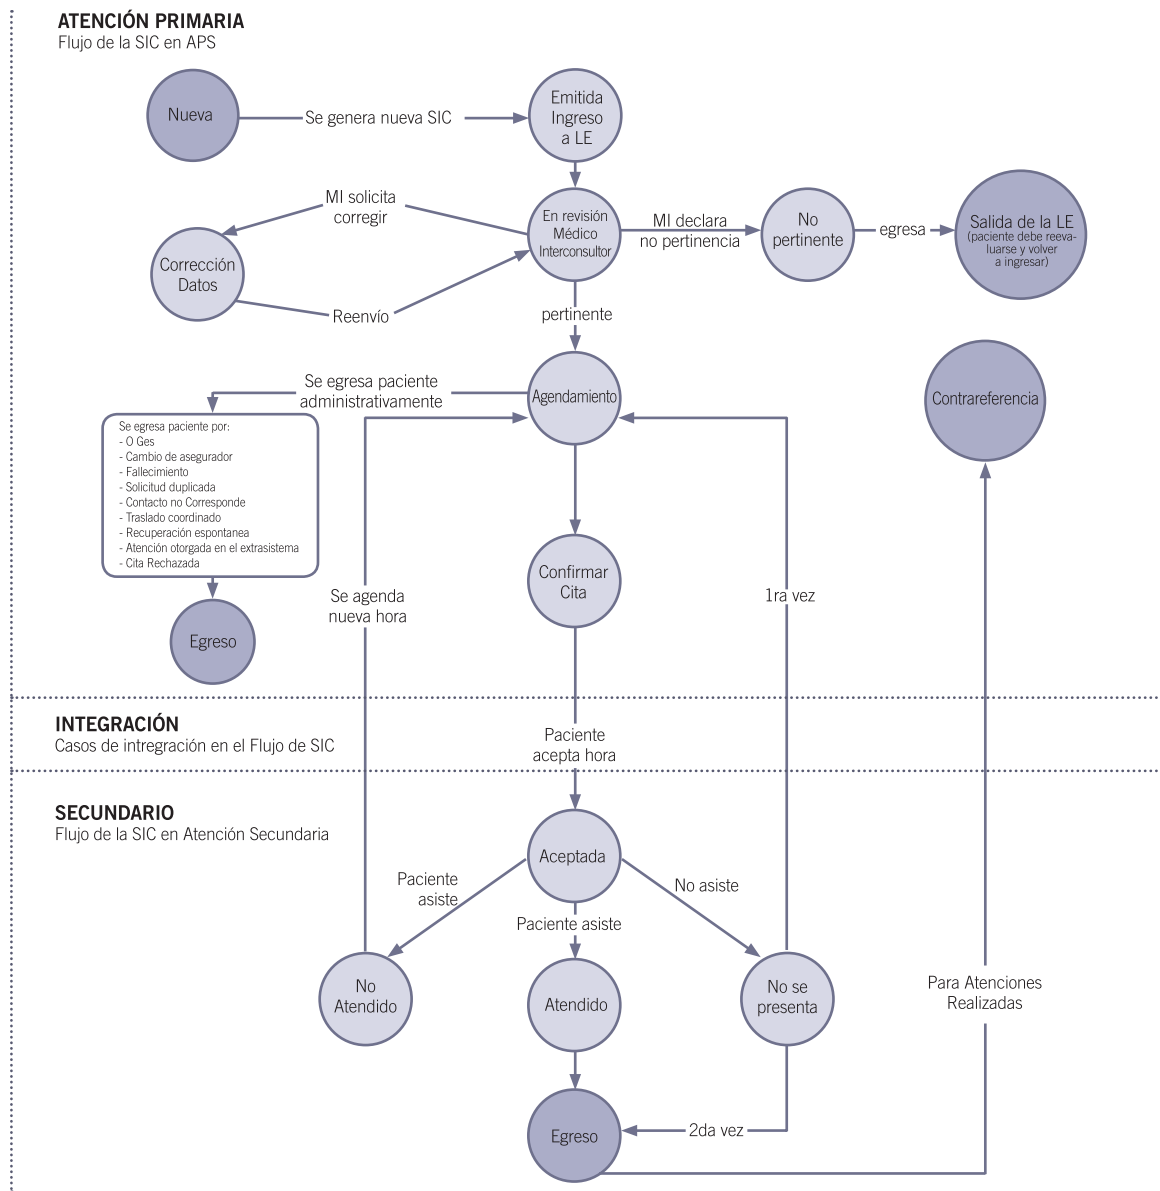 ATENCIÓN PRIMARIA
Flujo de la SIC en APS
Nueva
Se genera nueva SIC
Emitida
Ingreso
a LE
MI solicita
corregir
En revisión
Médico
Interconsultor
MI declara
no pertinencia
No
pertinente
egresa
Salida de la LE
(paciente debe reeva-
luarse y volver
a ingresar)
Corrección
Datos
Reenvío
pertinente
Se egresa paciente
administrativamente
Agendamiento
Contrareferencia
Se egresa paciente por:
- O Ges
- Cambio de asegurador
- Fallecimiento
- Solicitud duplicada
- Contacto no Corresponde
- Traslado coordinado
- Recuperación espontanea
- Atención otorgada en el extrasistema
- Cita Rechazada
Confirmar
Cita
Se agenda
nueva hora
1ra vez
Egreso
INTEGRACIÓN
Casos de intregración en el Flujo de SIC
Paciente
acepta hora
SECUNDARIO
Flujo de la SIC en Atención Secundaria
Aceptada
Paciente
asiste
Paciente asiste
No asiste
No
Atendido
Atendido
No se
presenta
Para Atenciones
Realizadas
Egreso
2da vez